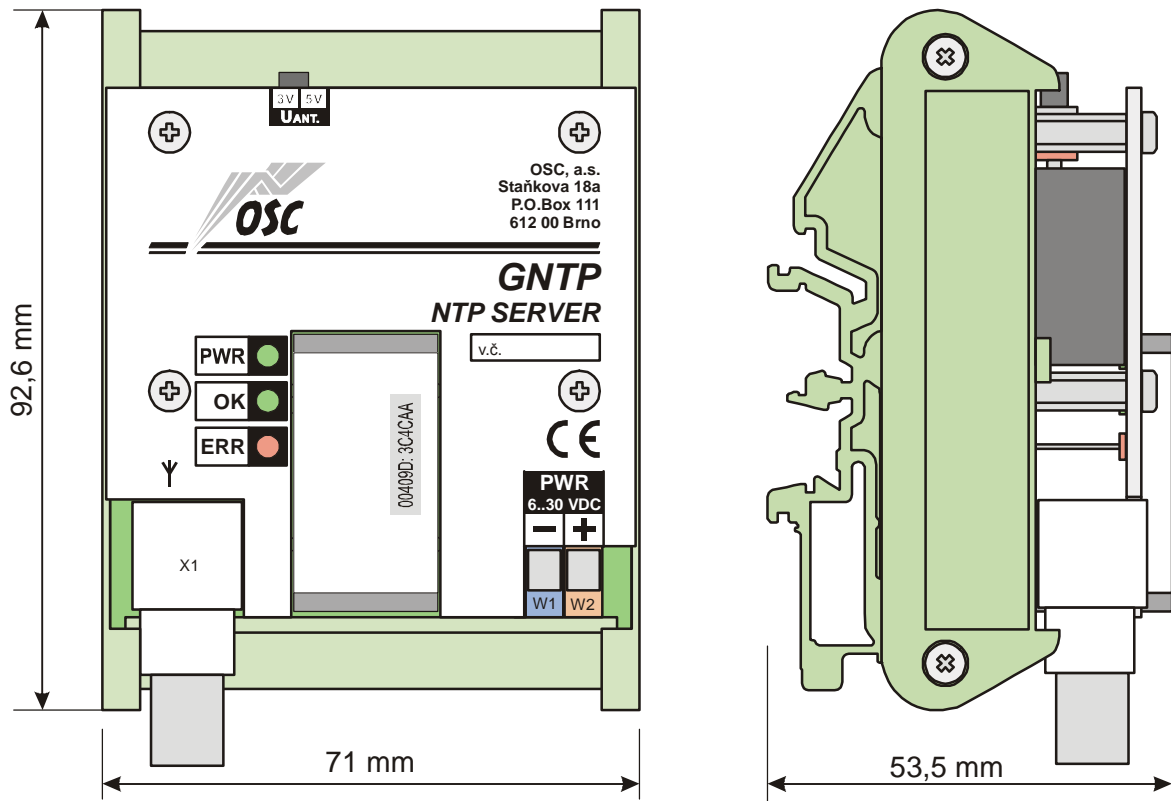 3V 5V
UANT.
OSC
OSC, a.s.
Staňkova 18a
P.O.Box 111
612 00 Brno
GNTP
NTP SERVER
v.č.
PWR
OK
ERR
00409D: 3C4CAA
CE
PWR
6..30 VDC
− +
X1
W1 W2
92,6 mm
71 mm
53,5 mm